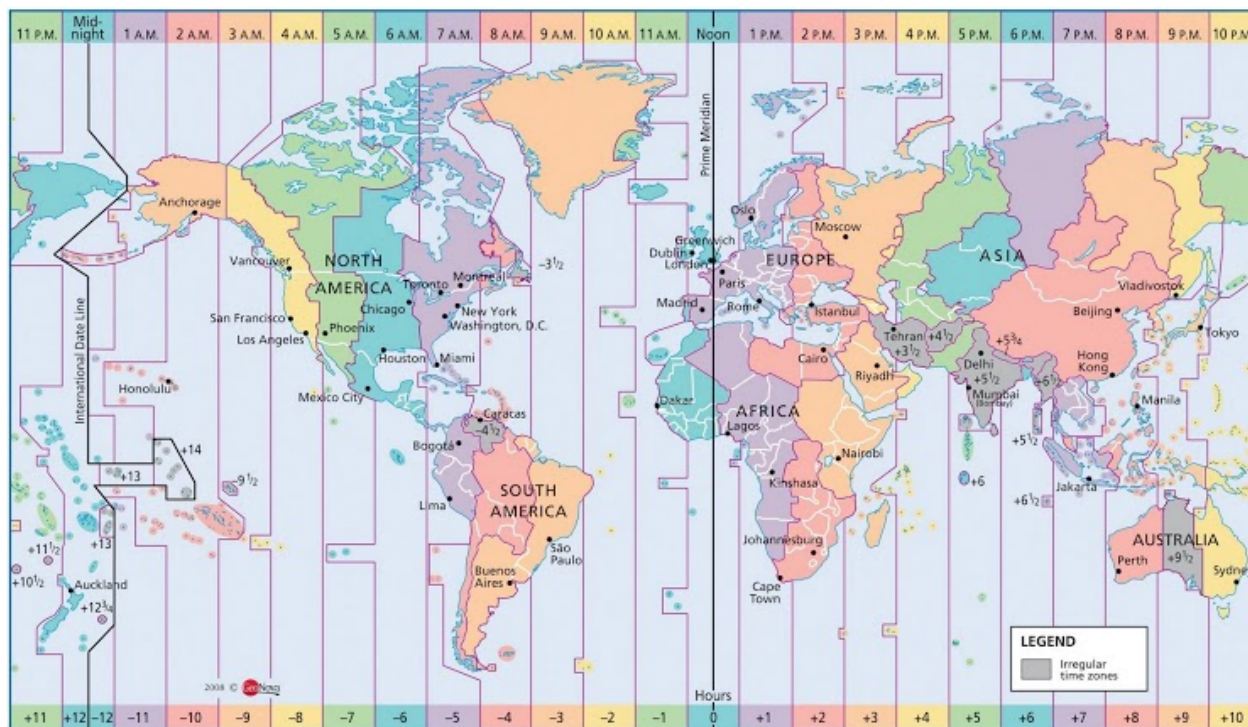 11 P.M. Mid-night 1 A.M. 2 A.M. 3 A.M. 4 A.M. 5 A.M. 6 A.M. 7 A.M. 8 A.M. 9 A.M. 10 A.M. 11 A.M. Noon 1 P.M. 2 P.M. 3 P.M. 4 P.M. 5 P.M. 6 P.M. 7 P.M. 8 P.M. 9 P.M. 10 P.M.
International Date Line
Prime Meridian
Anchorage
Vancouver
NORTH
AMERICA
Toronto
Montreal
Chicago
New York
Washington, D.C.
San Francisco
Los Angeles
Phoenix
Houston
Miami
Mexico City
Honolulu
−3½
Caracas
−4½
Bogotá
Lima
SOUTH
AMERICA
São
Paulo
Buenos
Aires
+14
+13
9½
+13
+11½
+10½
Auckland
+12¾
Oslo
Greenwich
Dublin
London
Paris
EUROPE
Moscow
Madrid
Rome
Istanbul
Cairo
Riyadh
Dakar
AFRICA
Lagos
Nairobi
Kinshasa
Johannesburg
Cape
Town
ASIA
Tehran
+3½
+4½
+5¾
Delhi
+5½
Mumbai
(Bombay)
+6½
Vladivostok
Beijing
Tokyo
Hong
Kong
Manila
+5½
+6
+6½
Jakarta
AUSTRALIA
+9½
Perth
Sydne
LEGEND
Irregular
time zones
2008 © GeoNova
Hours
+11 +12 −12 −11 −10 −9 −8 −7 −6 −5 −4 −3 −2 −1 0 +1 +2 +3 +4 +5 +6 +7 +8 +9 +10